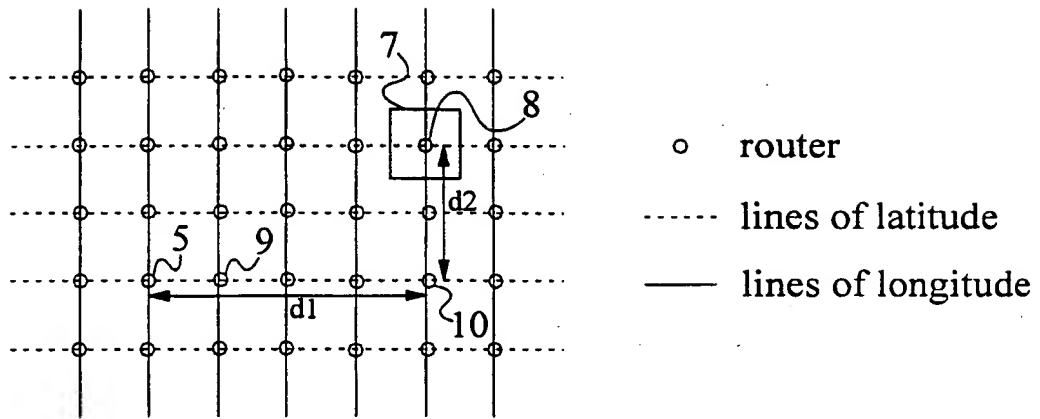 7
8
router
d2
lines of latitude
5
9
lines of longitude
d1
10